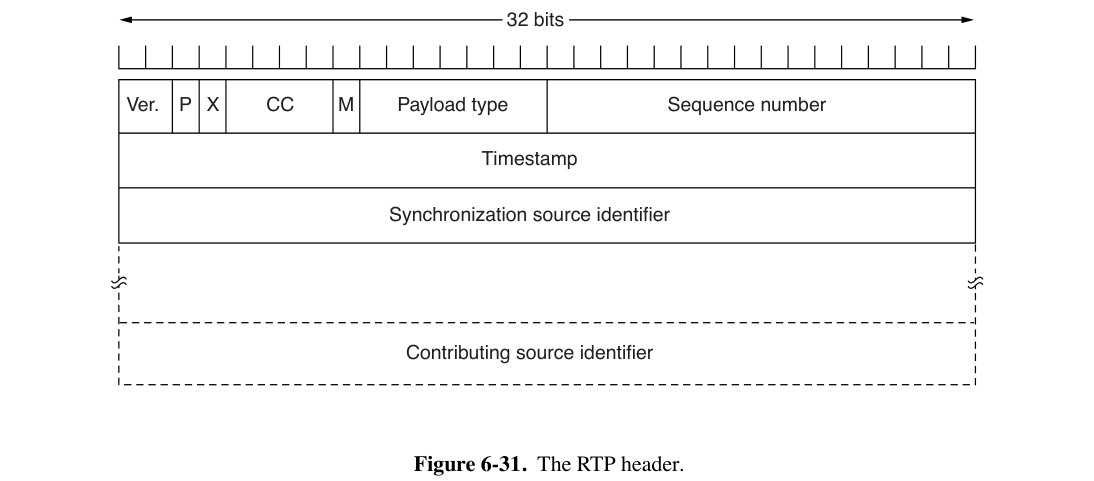 32 bits
Ver. P X CC M Payload type Sequence number
Timestamp
Synchronization source identifier
Contributing source identifier
Figure 6-31. The RTP header.